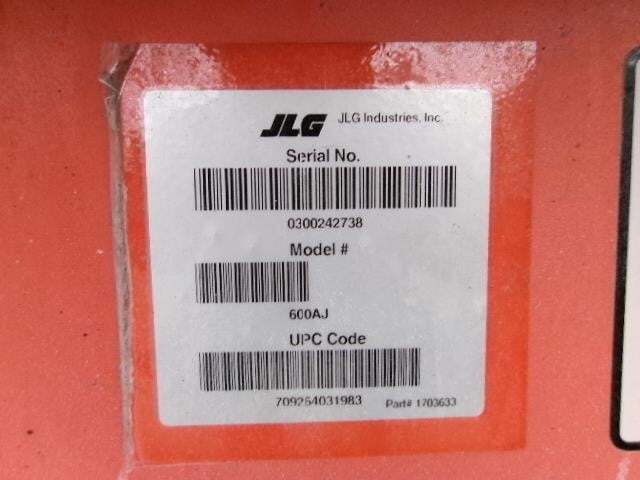 JLG JLG Industries, Inc.
Serial No.
0300242738
Model #
600AJ
UPC Code
709254031983 Part# 1703633